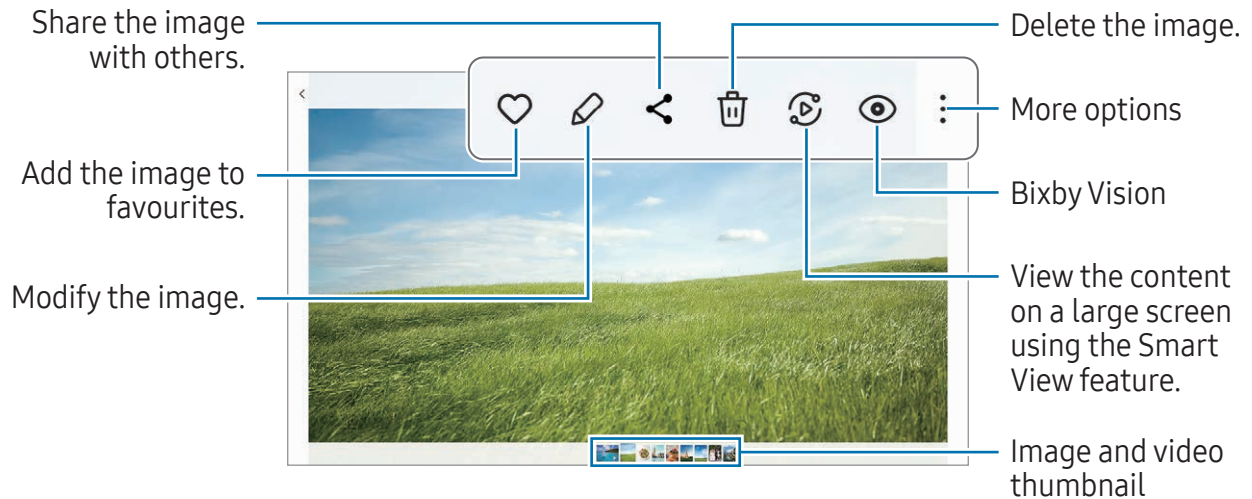 Share the image
with others.
Add the image to
favourites.
Modify the image.
Delete the image.
More options
Bixby Vision
View the content
on a large screen
using the Smart
View feature.
Image and video
thumbnail